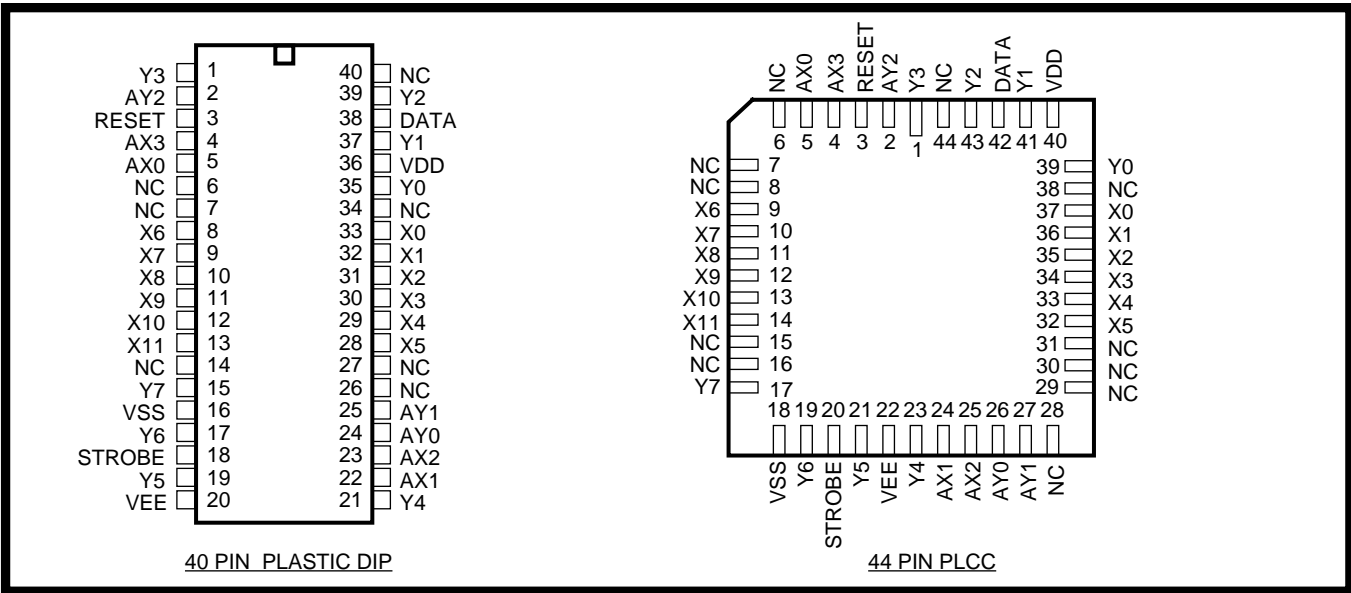 Y3 1 40 NC
AY2 2 39 Y2
RESET 3 38 DATA
AX3 4 37 Y1
AX0 5 36 VDD
NC 6 35 Y0
NC 7 34 NC
X6 8 33 X0
X7 9 32 X1
X8 10 31 X2
X9 11 30 X3
X10 12 29 X4
X11 13 28 X5
NC 14 27 NC
Y7 15 26 NC
VSS 16 25 AY1
Y6 17 24 AY0
STROBE 18 23 AX2
Y5 19 22 AX1
VEE 20 21 Y4
40 PIN PLASTIC DIP
NC AX0 AX3 RESET AY2 Y3 NC Y2 DATA Y1 VDD
6 5 4 3 2 1 44 43 42 41 40
NC 7 39 Y0
NC 8 38 NC
X6 9 37 X0
X7 10 36 X1
X8 11 35 X2
X9 12 34 X3
X10 13 33 X4
X11 14 32 X5
NC 15 31 NC
NC 16 30 NC
Y7 17 29 NC
18 19 20 21 22 23 24 25 26 27 28
VSS Y6 STROBE Y5 VEE Y4 AX1 AX2 AY0 AY1 NC
44 PIN PLCC